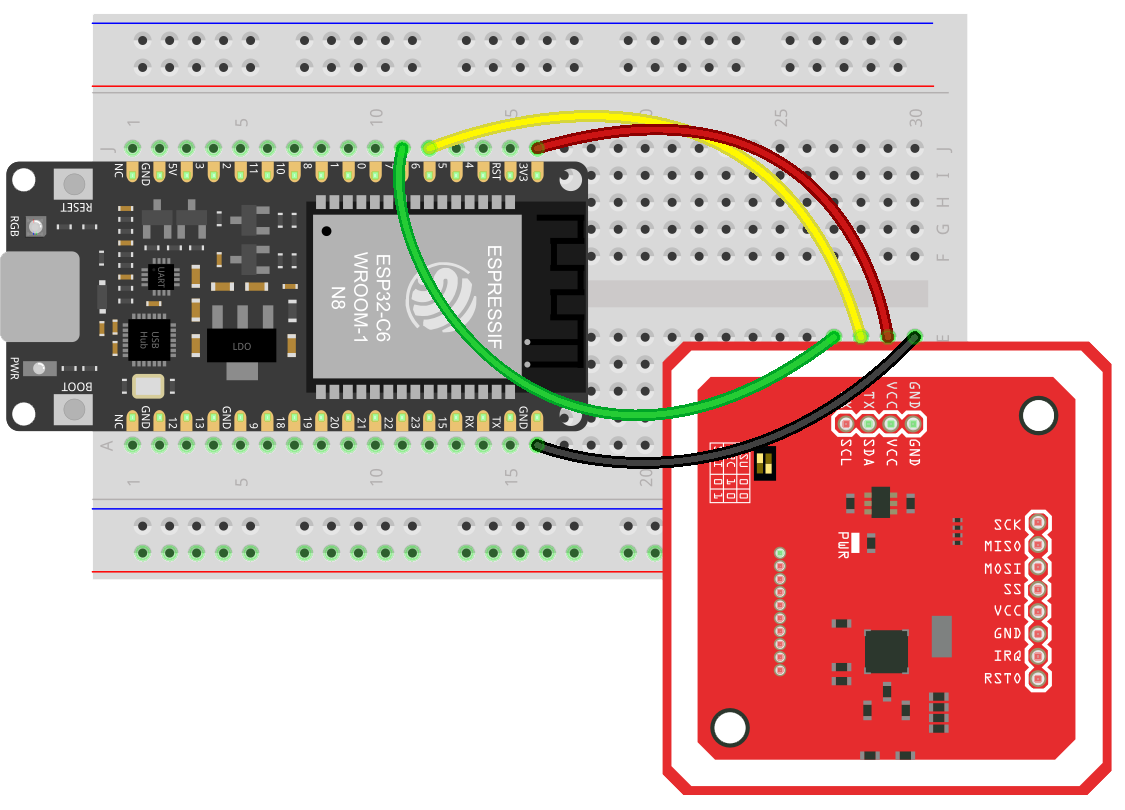 1 5 10 15 20 25 30
J J
NC GND 5V 3 2 11 10 8 1 0 7 6 5 4 RST 3V3
I
H
G
F
RESET
RGB
UART
ESPRESSIF
ESP32-C6
WROOM-1
N8
USB
Hub
LDO
PWR
BOOT
E
NC GND 12 13 GND 9 18 19 20 21 22 23 15 RX TX GND
A
1 5 10 15 20
TX VCC GND
SCL SDA VCC GND
PWR
SCK
MISO
MOSI
SS
VCC
GND
IRQ
RSTO